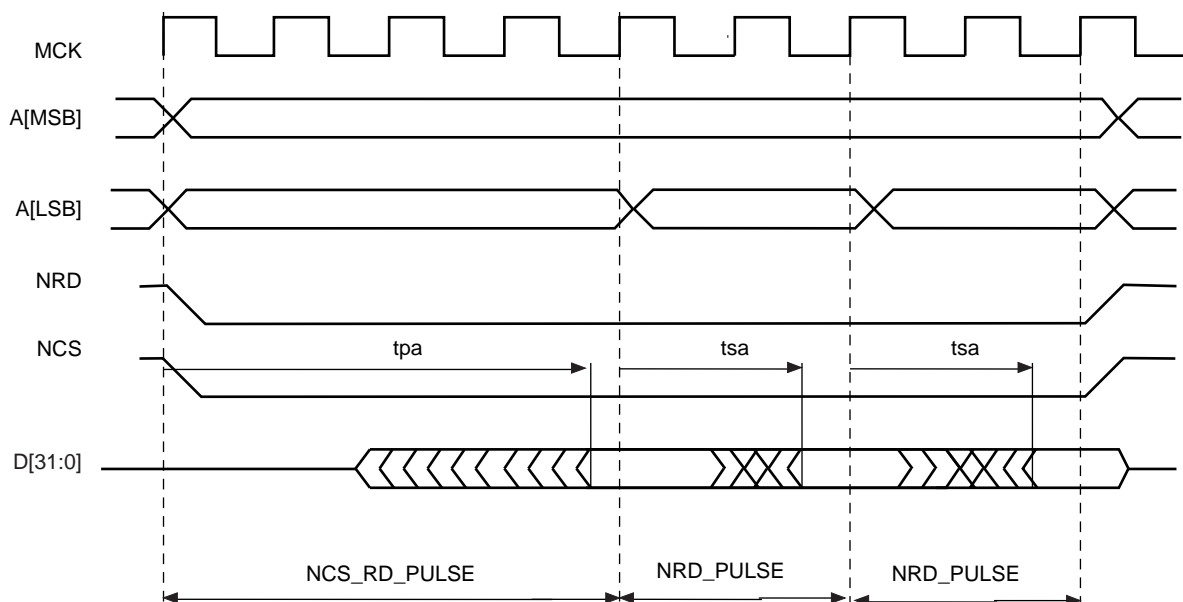 MCK
A[MSB]
A[LSB]
NRD
NCS
tpa
tsa
tsa
D[31:0]
NCS_RD_PULSE
NRD_PULSE
NRD_PULSE